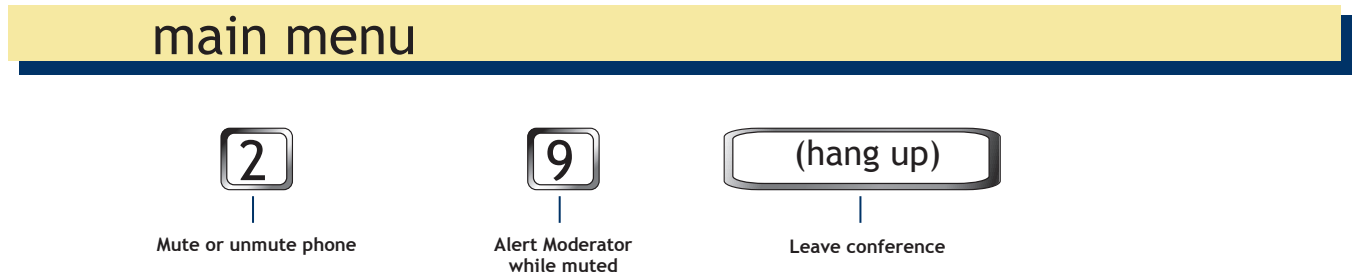 main menu
2
9
(hang up)
Mute or unmute phone
Alert Moderator
while muted
Leave conference